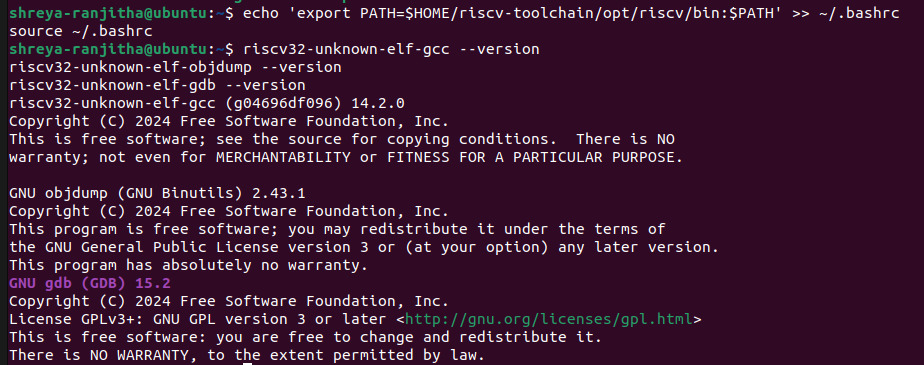 shreya-ranjitha@ubuntu:~$ echo 'export PATH=$HOME/riscv-toolchain/opt/riscv/bin:$PATH' >> ~/.bashrc
source ~/.bashrc
shreya-ranjitha@ubuntu:~$ riscv32-unknown-elf-gcc --version
riscv32-unknown-elf-objdump --version
riscv32-unknown-elf-gdb --version
riscv32-unknown-elf-gcc (g04696df096) 14.2.0
Copyright (C) 2024 Free Software Foundation, Inc.
This is free software; see the source for copying conditions.  There is NO
warranty; not even for MERCHANTABILITY or FITNESS FOR A PARTICULAR PURPOSE.

GNU objdump (GNU Binutils) 2.43.1
Copyright (C) 2024 Free Software Foundation, Inc.
This program is free software; you may redistribute it under the terms of
the GNU General Public License version 3 or (at your option) any later version.
This program has absolutely no warranty.
GNU gdb (GDB) 15.2
Copyright (C) 2024 Free Software Foundation, Inc.
License GPLv3+: GNU GPL version 3 or later <http://gnu.org/licenses/gpl.html>
This is free software: you are free to change and redistribute it.
There is NO WARRANTY, to the extent permitted by law.